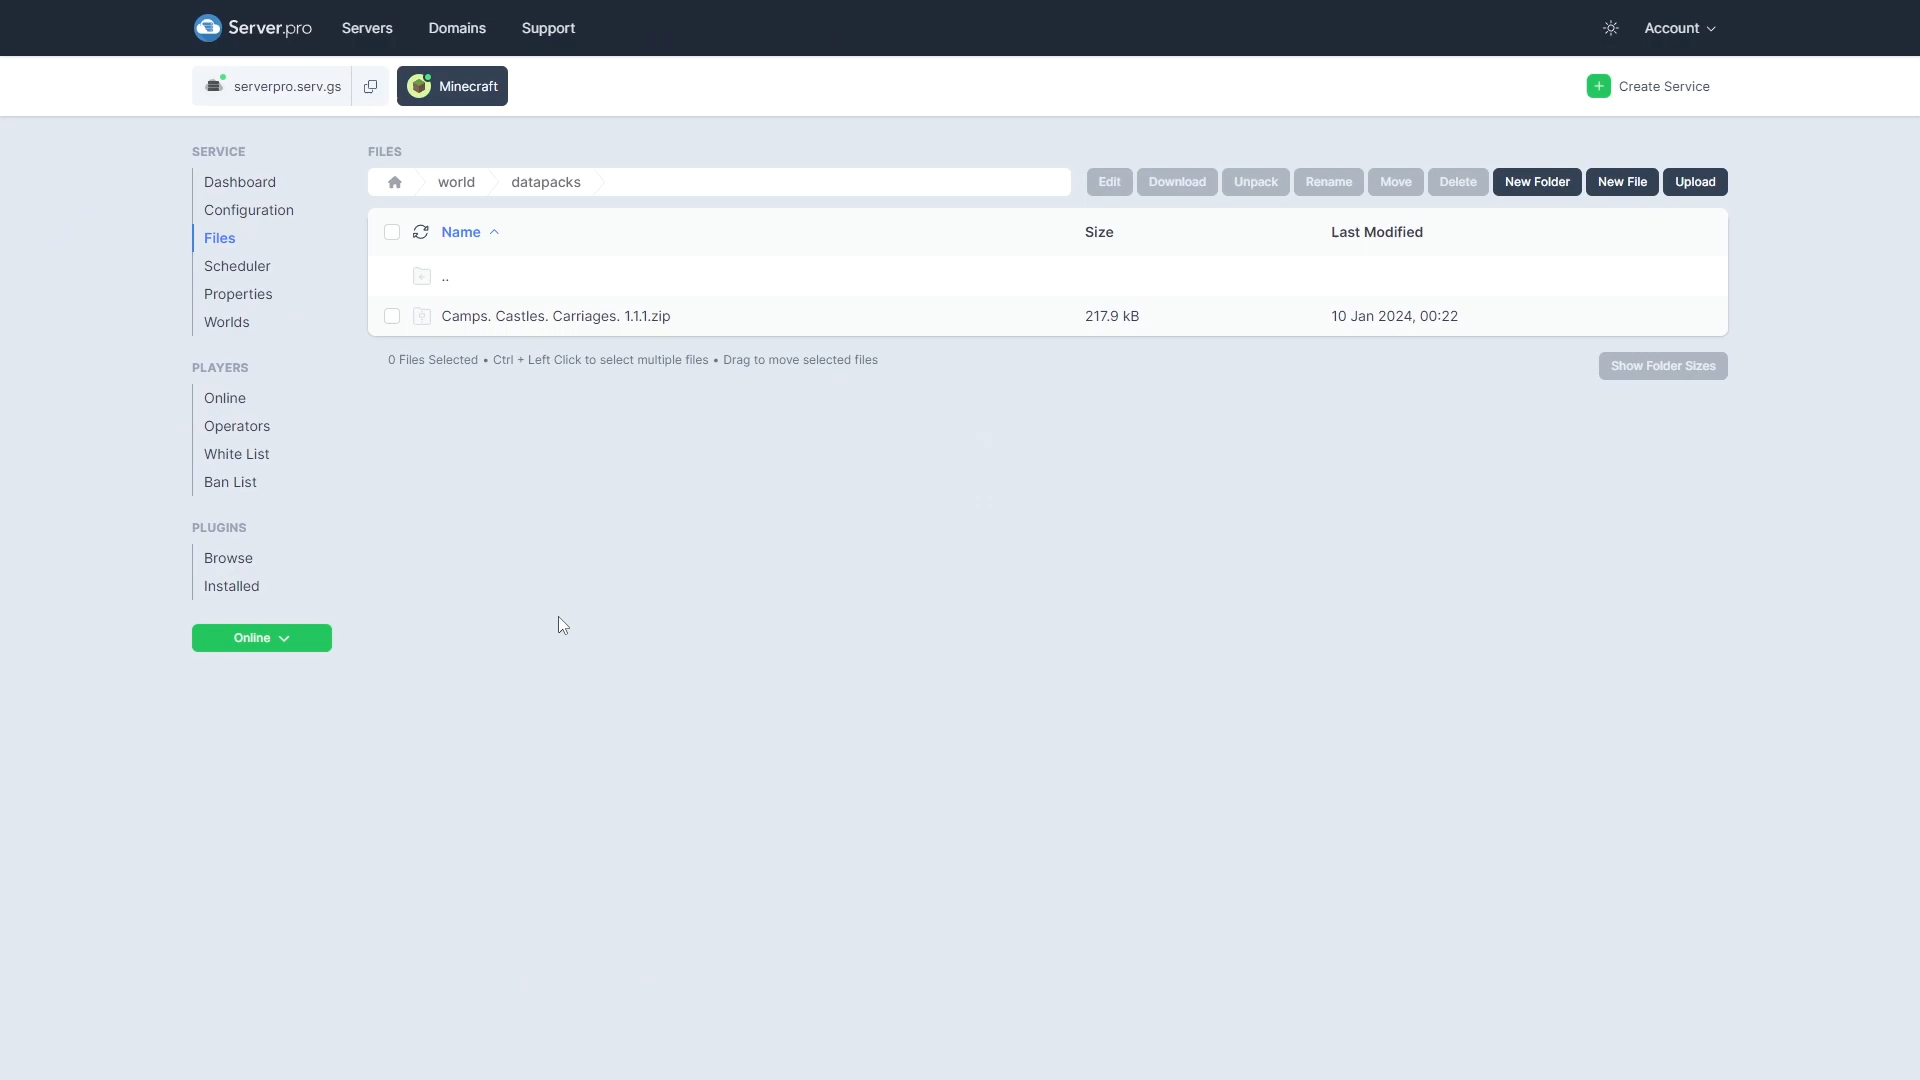 Server.pro
Servers
Domains
Support
Account
serverpro.serv.gs
Minecraft
Create Service
SERVICE
Dashboard
Configuration
Files
Scheduler
Properties
Worlds
PLAYERS
Online
Operators
White List
Ban List
PLUGINS
Browse
Installed
Online
FILES
world
datapacks
Edit
Download
Unpack
Rename
Move
Delete
New Folder
New File
Upload
Name
Size
Last Modified
..
Camps. Castles. Carriages. 1.1.1.zip
217.9 kB
10 Jan 2024, 00:22
0 Files Selected • Ctrl + Left Click to select multiple files • Drag to move selected files
Show Folder Sizes